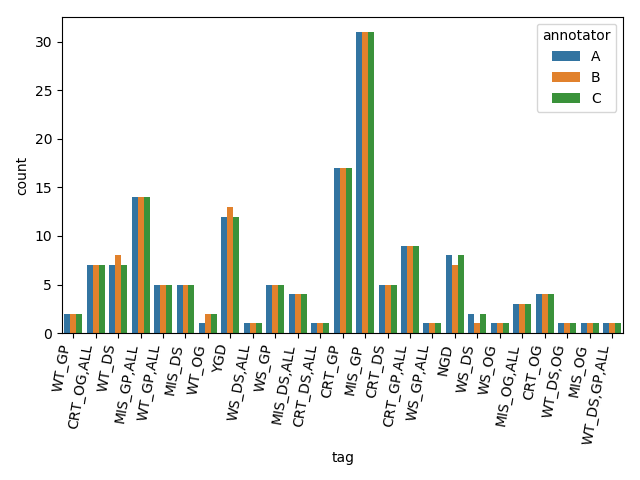 annotator
A
B
C
count
30
25
20
15
10
5
0
WT_GP
CRT_OG,ALL
WT_DS
MIS_GP,ALL
WT_GP,ALL
MIS_DS
WT_OG
YGD
WS_DS,ALL
WS_GP
MIS_DS,ALL
CRT_DS,ALL
CRT_GP
MIS_GP
CRT_DS
CRT_GP,ALL
WS_GP,ALL
NGD
WS_DS
WS_OG
MIS_OG,ALL
CRT_OG
WT_DS,OG
MIS_OG
WT_DS,GP,ALL
tag